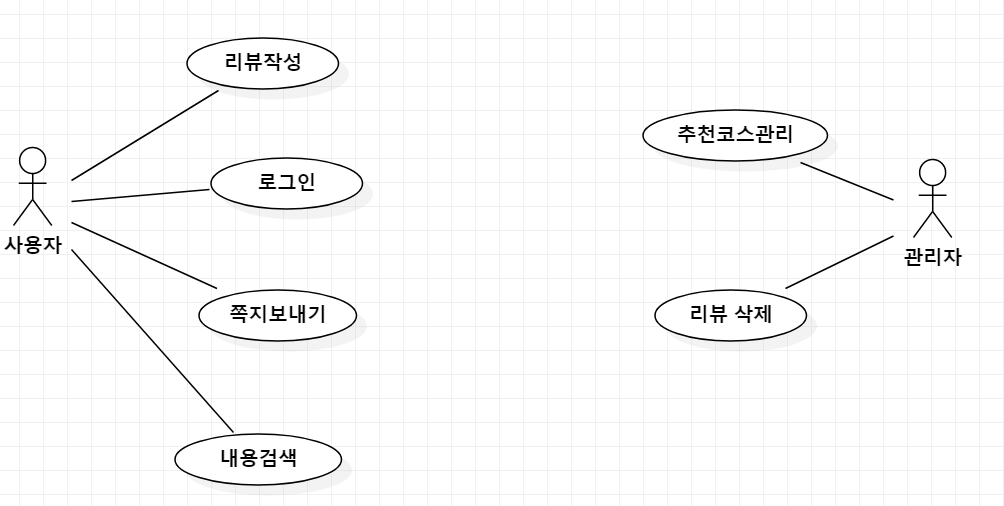 리뷰작성
로그인
사용자
쪽지보내기
내용검색
추천코스관리
관리자
리뷰 삭제